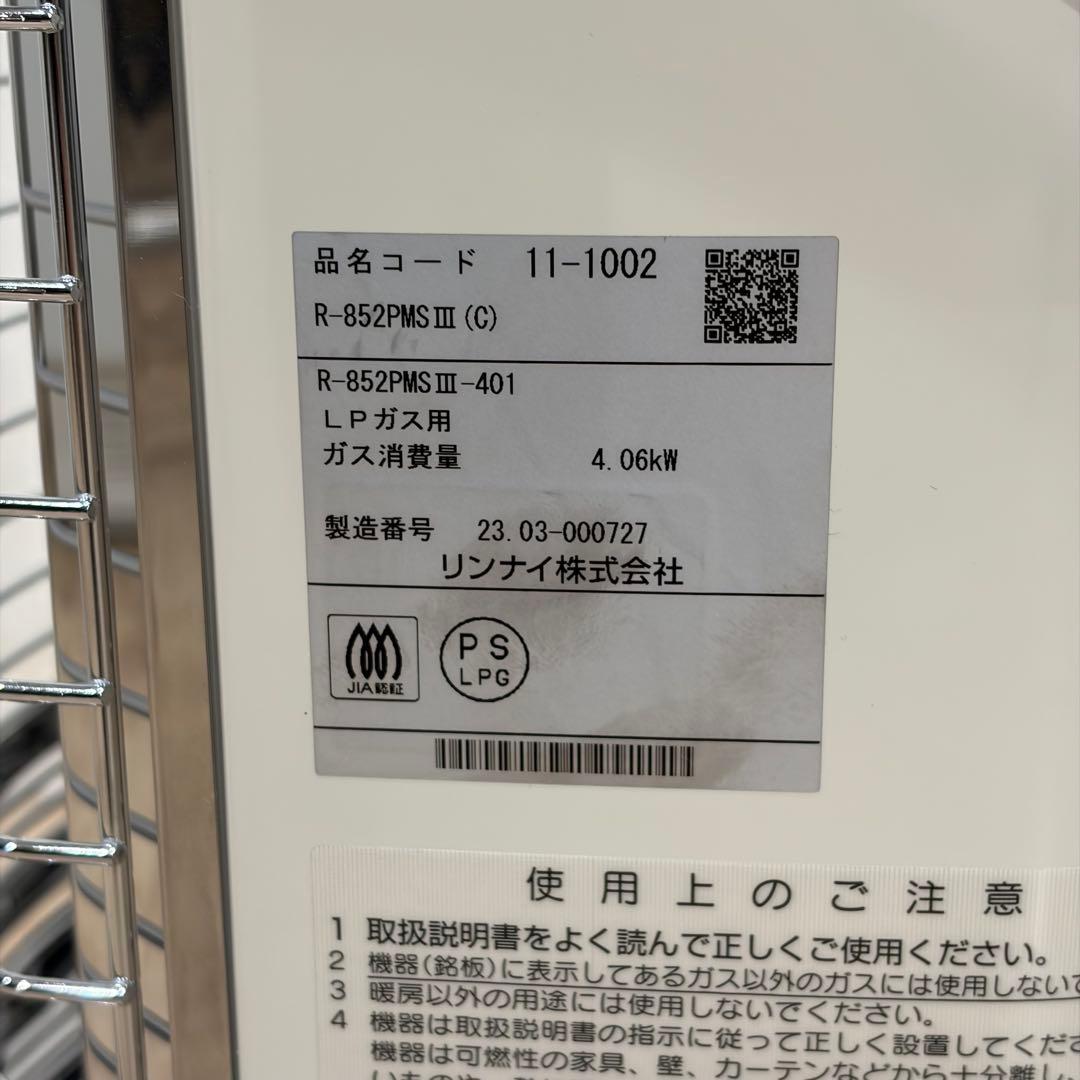 品名コード 11-1002
R-852PMSⅢ(C)
R-852PMSⅢ-401
LPガス用
ガス消費量 4.06kW
製造番号 23.03-000727
リンナイ株式会社
JIA認証
PS
LPG
使用上のご注意
1 取扱説明書をよく読んで正しくご使用ください。
2 機器(銘板)に表示してあるガス以外のガスには使用しないで
3 暖房以外の用途には使用しないでください。
4 機器は取扱説明書の指示に従って正しく設置してくださ
機器は可燃性の家具、壁、カーテンなどから十分離し、